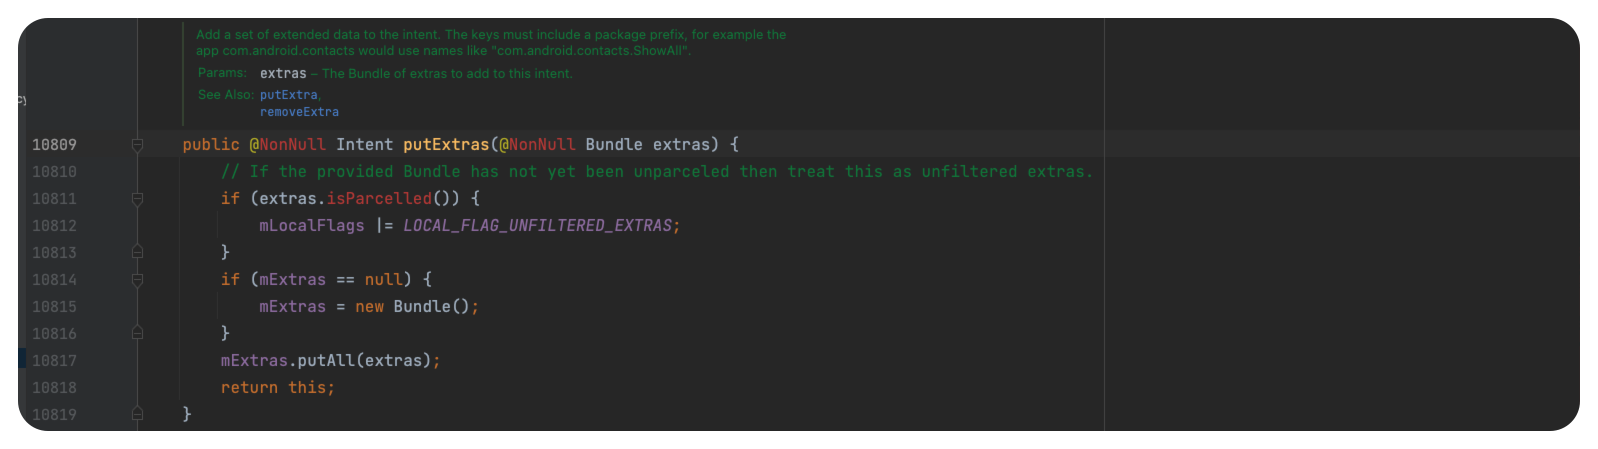 Add a set of extended data to the intent. The keys must include a package prefix, for example the
app com.android.contacts would use names like "com.android.contacts.ShowAll".
Params: extras – The Bundle of extras to add to this intent.
See Also: putExtra,
removeExtra
cy
10809 public @NonNull Intent putExtras(@NonNull Bundle extras) {
10810 // If the provided Bundle has not yet been unparceled then treat this as unfiltered extras.
10811 if (extras.isParcelled()) {
10812 mLocalFlags |= LOCAL_FLAG_UNFILTERED_EXTRAS;
10813 }
10814 if (mExtras == null) {
10815 mExtras = new Bundle();
10816 }
10817 mExtras.putAll(extras);
10818 return this;
10819 }